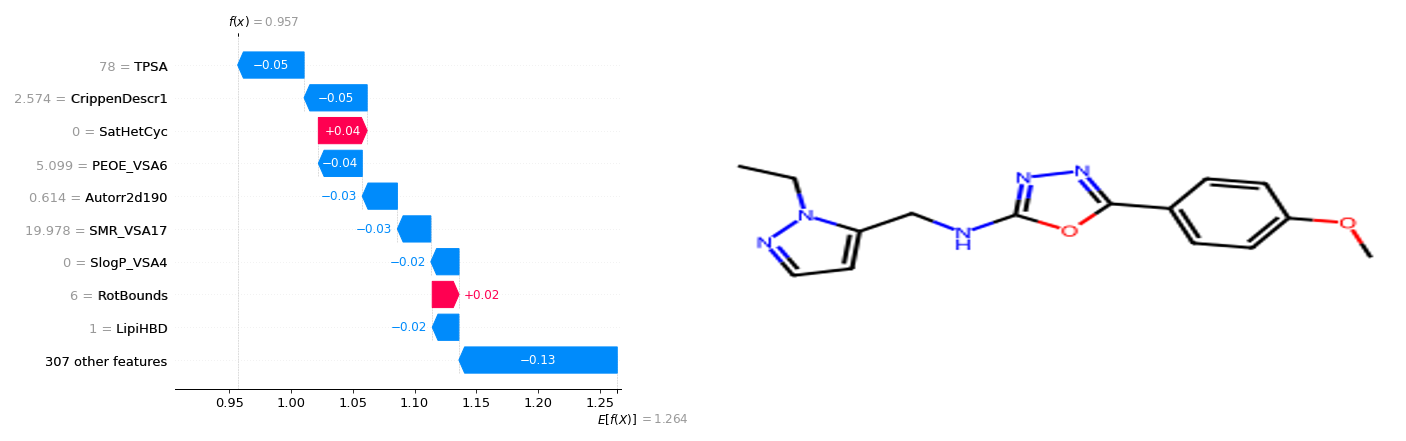 f(x) = 0.957
78 = TPSA
−0.05
2.574 = CrippenDescr1
−0.05
0 = SatHetCyc
+0.04
5.099 = PEOE_VSA6
−0.04
0.614 = Autorr2d190
−0.03
19.978 = SMR_VSA17
−0.03
0 = SlogP_VSA4
−0.02
6 = RotBounds
+0.02
1 = LipiHBD
−0.02
307 other features
−0.13
0.95 1.00 1.05 1.10 1.15 1.20 1.25
E[f(X)] = 1.264
N N
N
N
N
H
O
O